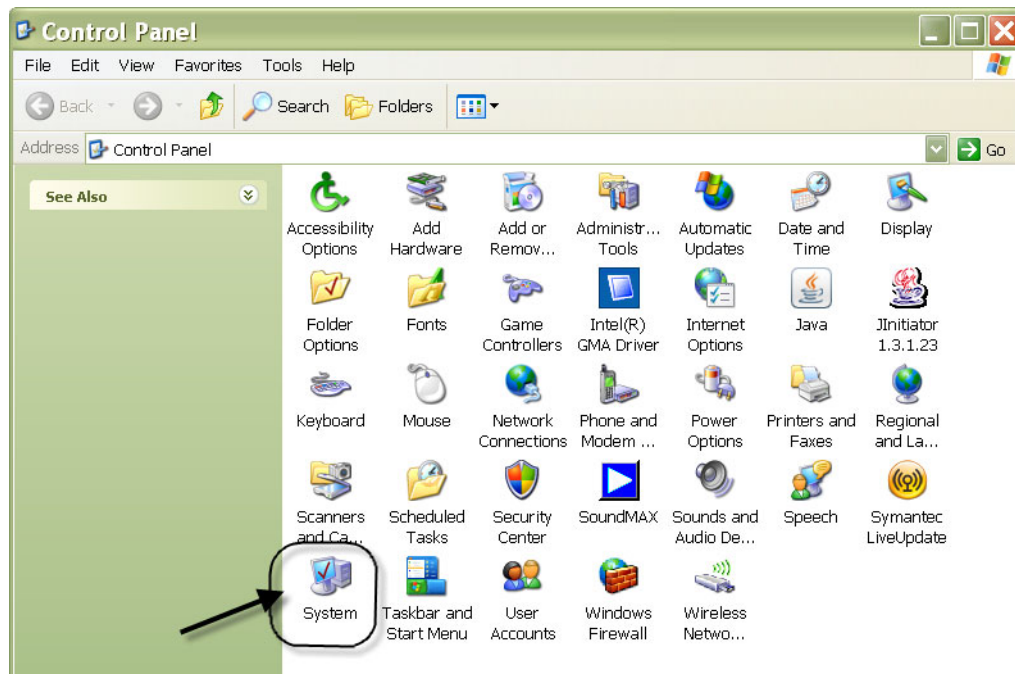 Control Panel
File Edit View Favorites Tools Help
Back Search Folders
Address Control Panel Go
See Also
Accessibility Options
Add Hardware
Add or Remov...
Administr... Tools
Automatic Updates
Date and Time
Display
Folder Options
Fonts
Game Controllers
Intel(R) GMA Driver
Internet Options
Java
JInitiator 1.3.1.23
Keyboard
Mouse
Network Connections
Phone and Modem ...
Power Options
Printers and Faxes
Regional and La...
Scanners and Ca...
Scheduled Tasks
Security Center
SoundMAX
Sounds and Audio De...
Speech
Symantec LiveUpdate
System
Taskbar and Start Menu
User Accounts
Windows Firewall
Wireless Netwo...